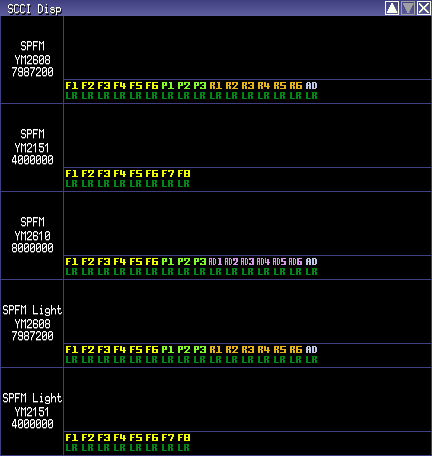 SCCI Disp
SPFM
YM2608
7987200
F1 F2 F3 F4 F5 F6 P1 P2 P3 R1 R2 R3 R4 R5 R6 AD
LR LR LR LR LR LR LR LR LR LR LR LR LR LR LR LR
SPFM
YM2151
4000000
F1 F2 F3 F4 F5 F6 F7 F8
LR LR LR LR LR LR LR LR
SPFM
YM2610
8000000
F1 F2 F3 F4 F5 F6 P1 P2 P3 AD1 AD2 AD3 AD4 AD5 AD6 AD
LR LR LR LR LR LR LR LR LR LR LR LR LR LR LR LR
SPFM Light
YM2608
7987200
F1 F2 F3 F4 F5 F6 P1 P2 P3 R1 R2 R3 R4 R5 R6 AD
LR LR LR LR LR LR LR LR LR LR LR LR LR LR LR LR
SPFM Light
YM2151
4000000
F1 F2 F3 F4 F5 F6 F7 F8
LR LR LR LR LR LR LR LR